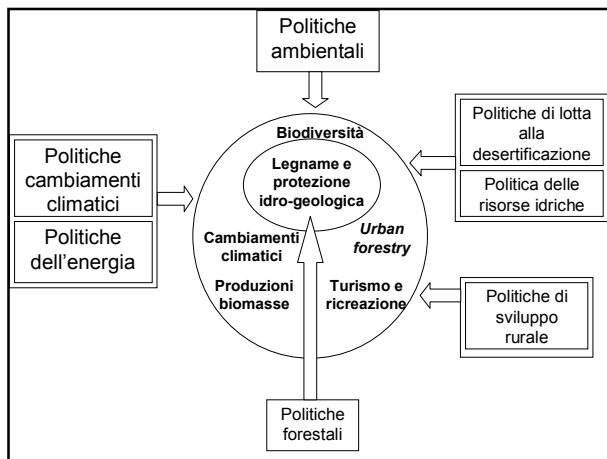 Politiche
ambientali
Politiche
cambiamenti
climatici
Politiche
dell'energia
Biodiversità
Legname e
protezione
idro-geologica
Cambiamenti
climatici
Urban
forestry
Produzioni
biomasse
Turismo e
ricreazione
Politiche di lotta
alla
desertificazione
Politica delle
risorse idriche
Politiche di
sviluppo
rurale
Politiche
forestali